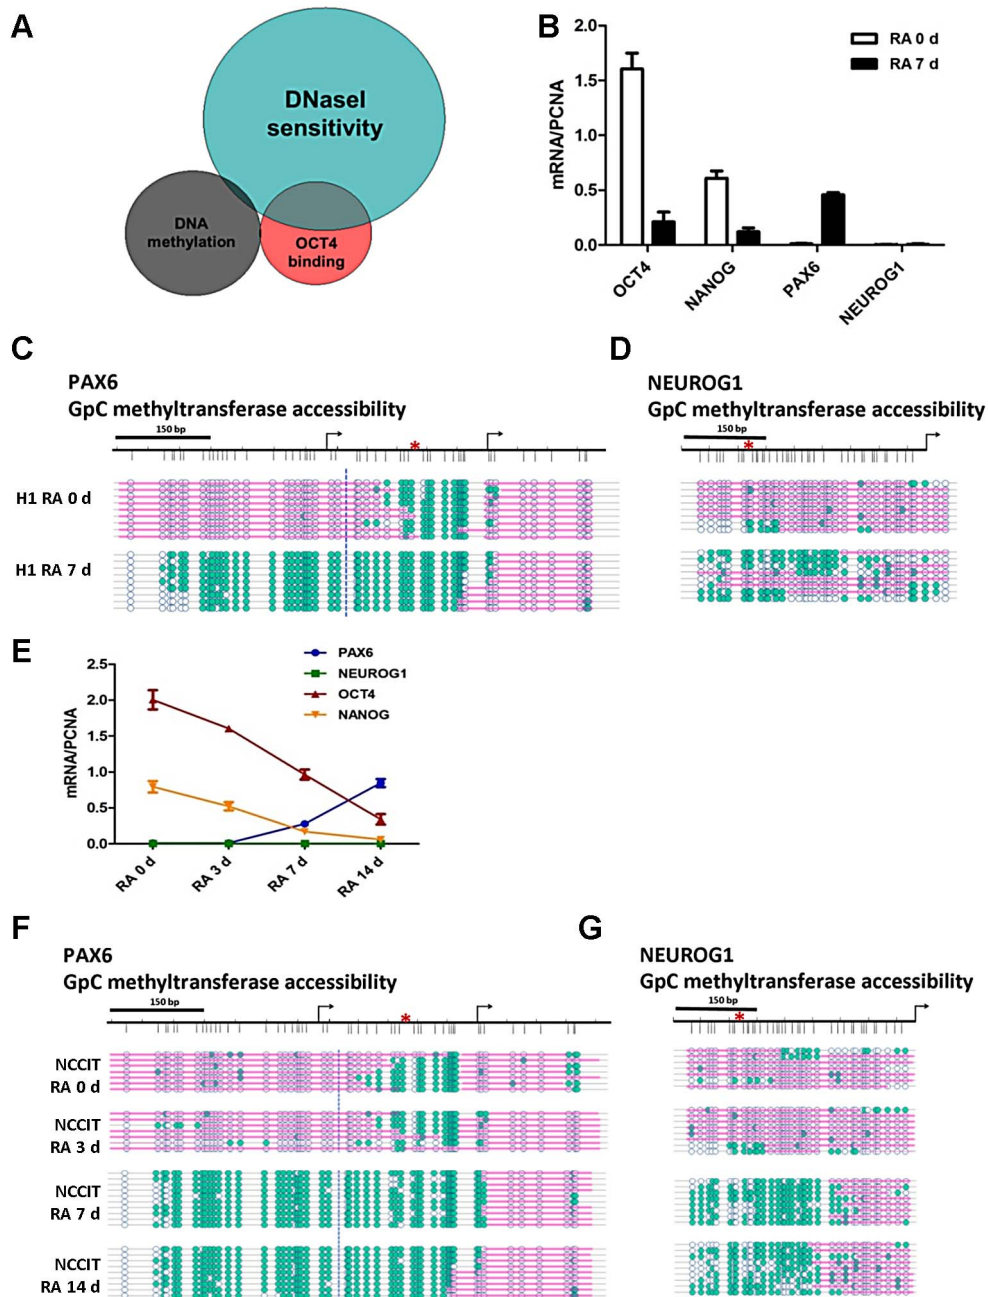 A
DNaseI
sensitivity
DNA
methylation
OCT4
binding
B
2.0
1.5
1.0
0.5
0.0
mRNA/PCNA
RA 0 d
RA 7 d
OCT4
NANOG
PAX6
NEUROG1
C
PAX6
GpC methyltransferase accessibility
150 bp
*
H1 RA 0 d
H1 RA 7 d
D
NEUROG1
GpC methyltransferase accessibility
150 bp
*
E
2.5
2.0
1.5
1.0
0.5
0.0
mRNA/PCNA
PAX6
NEUROG1
OCT4
NANOG
RA 0 d
RA 3 d
RA 7 d
RA 14 d
F
PAX6
GpC methyltransferase accessibility
150 bp
*
NCCIT
RA 0 d
NCCIT
RA 3 d
NCCIT
RA 7 d
NCCIT
RA 14 d
G
NEUROG1
GpC methyltransferase accessibility
150 bp
*